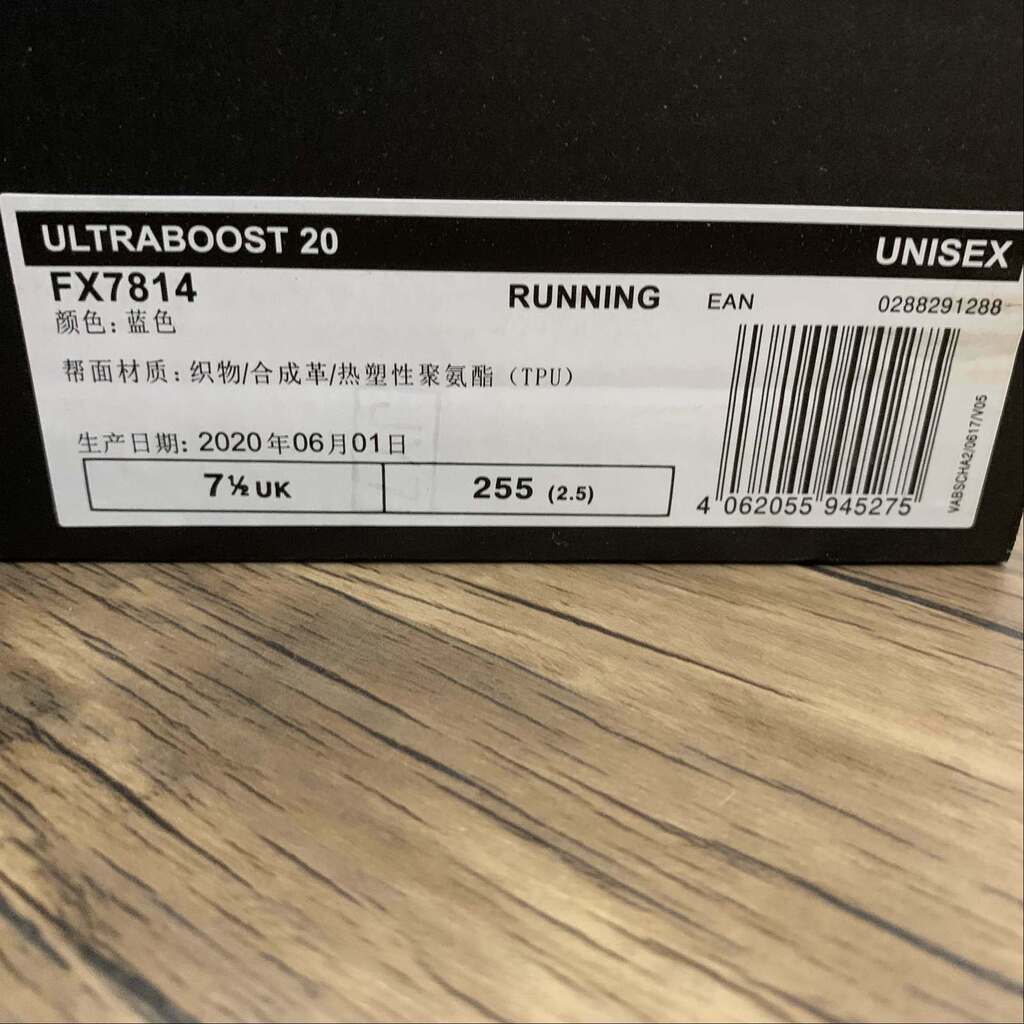 ULTRABOOST 20 UNISEX
FX7814 RUNNING EAN 0288291288
颜色: 蓝色
帮面材质: 织物/合成革/热塑性聚氨酯（TPU）
生产日期: 2020年06月01日
7½ UK 255 (2.5)
4 062055 945275
VABSCHA2/0617/V05